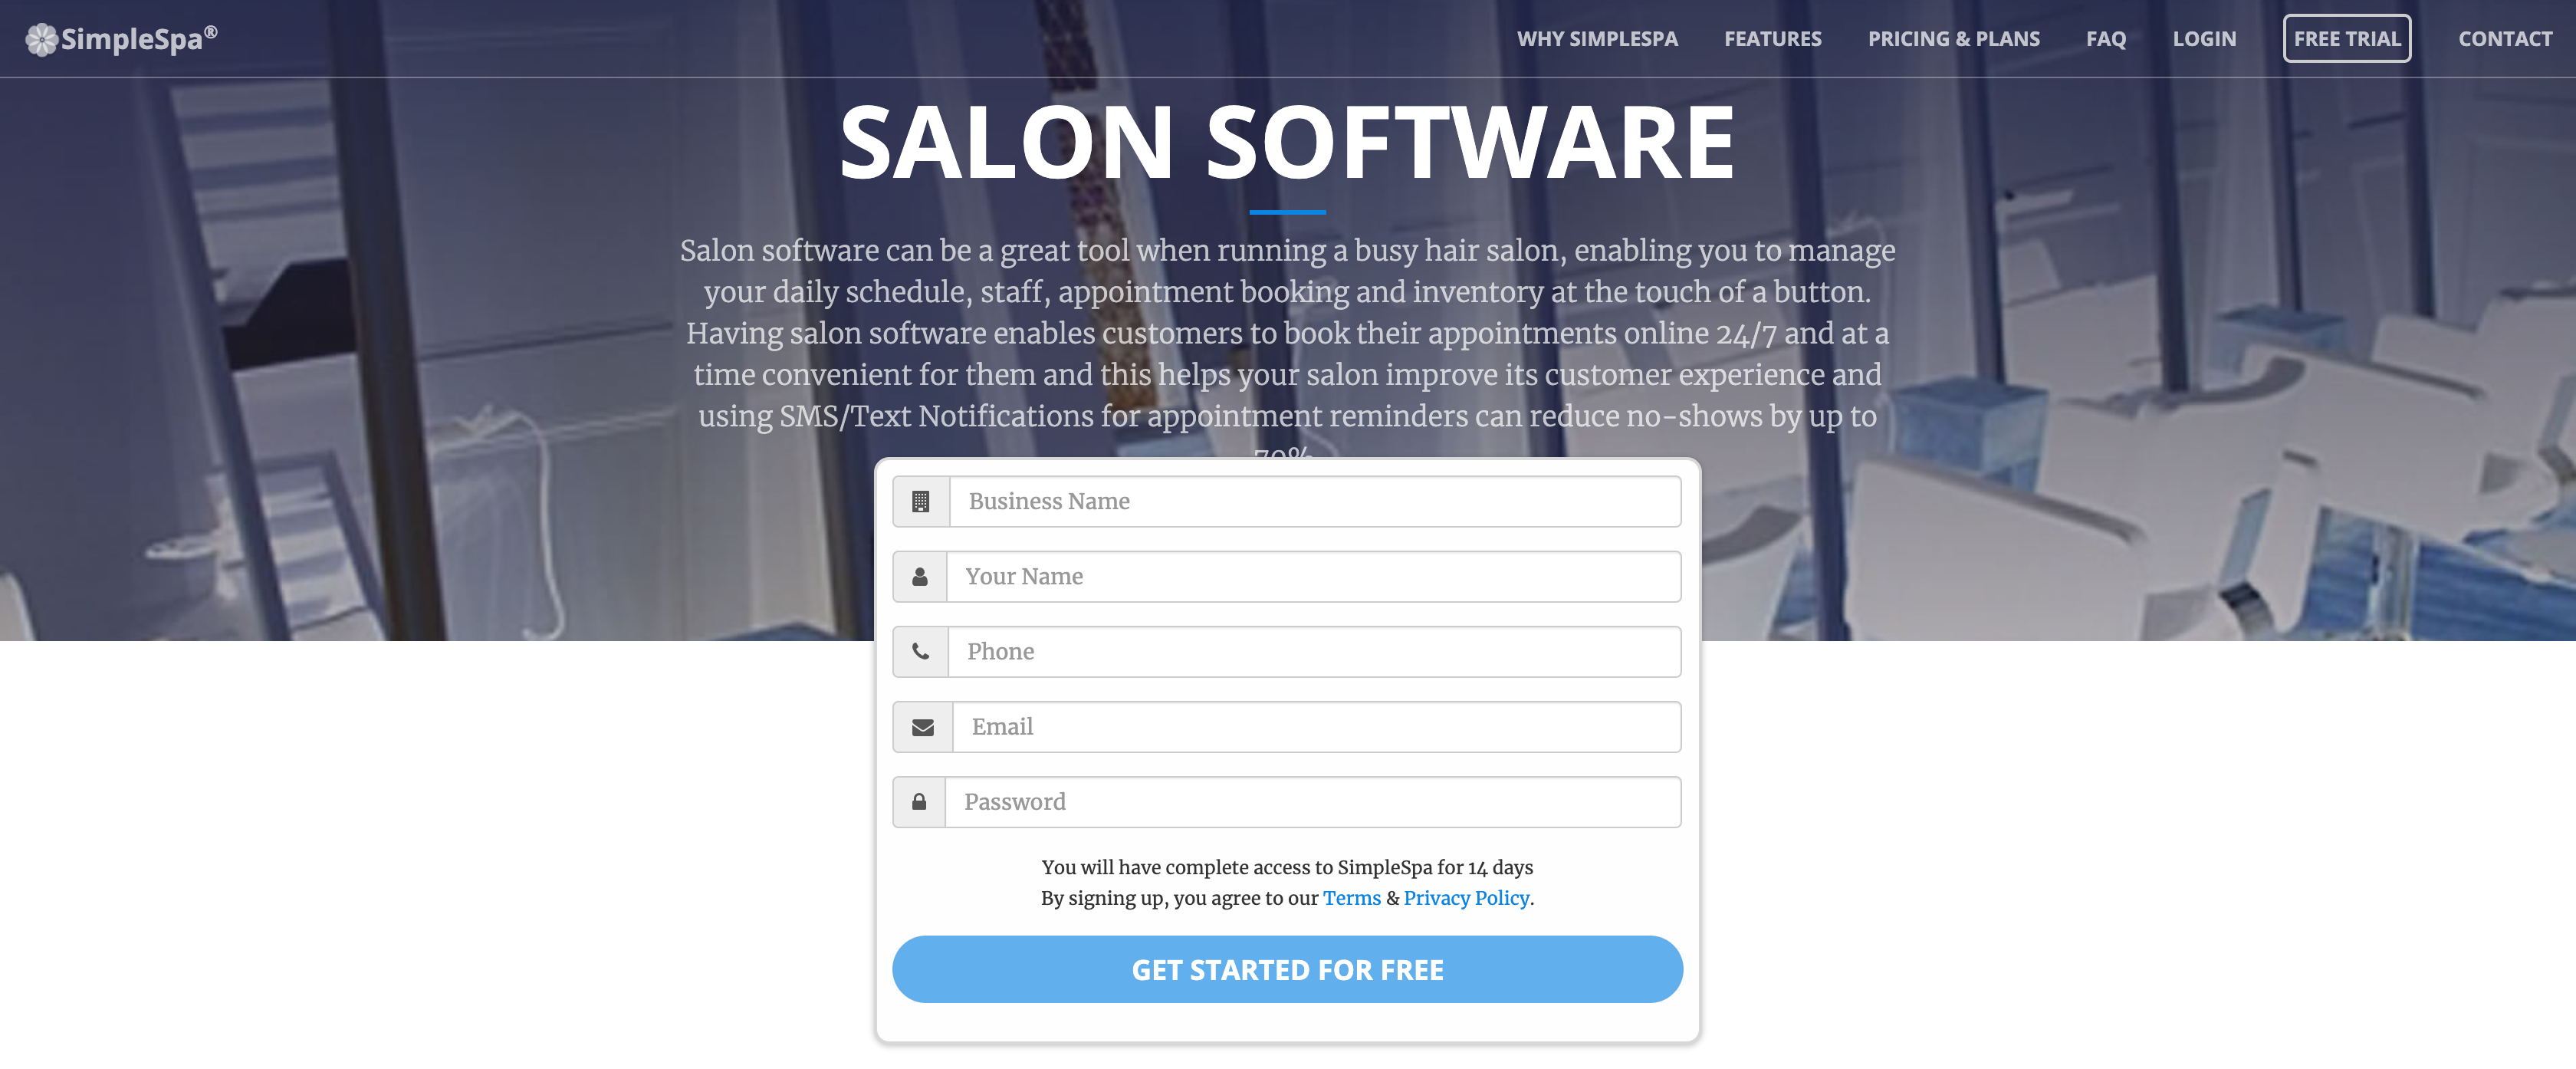 SimpleSpa®
WHY SIMPLESPA
FEATURES
PRICING & PLANS
FAQ
LOGIN
FREE TRIAL
CONTACT
SALON SOFTWARE
Salon software can be a great tool when running a busy hair salon, enabling you to manage
your daily schedule, staff, appointment booking and inventory at the touch of a button.
Having salon software enables customers to book their appointments online 24/7 and at a
time convenient for them and this helps your salon improve its customer experience and
using SMS/Text Notifications for appointment reminders can reduce no-shows by up to
Business Name
Your Name
Phone
Email
Password
You will have complete access to SimpleSpa for 14 days
By signing up, you agree to our Terms & Privacy Policy.
GET STARTED FOR FREE